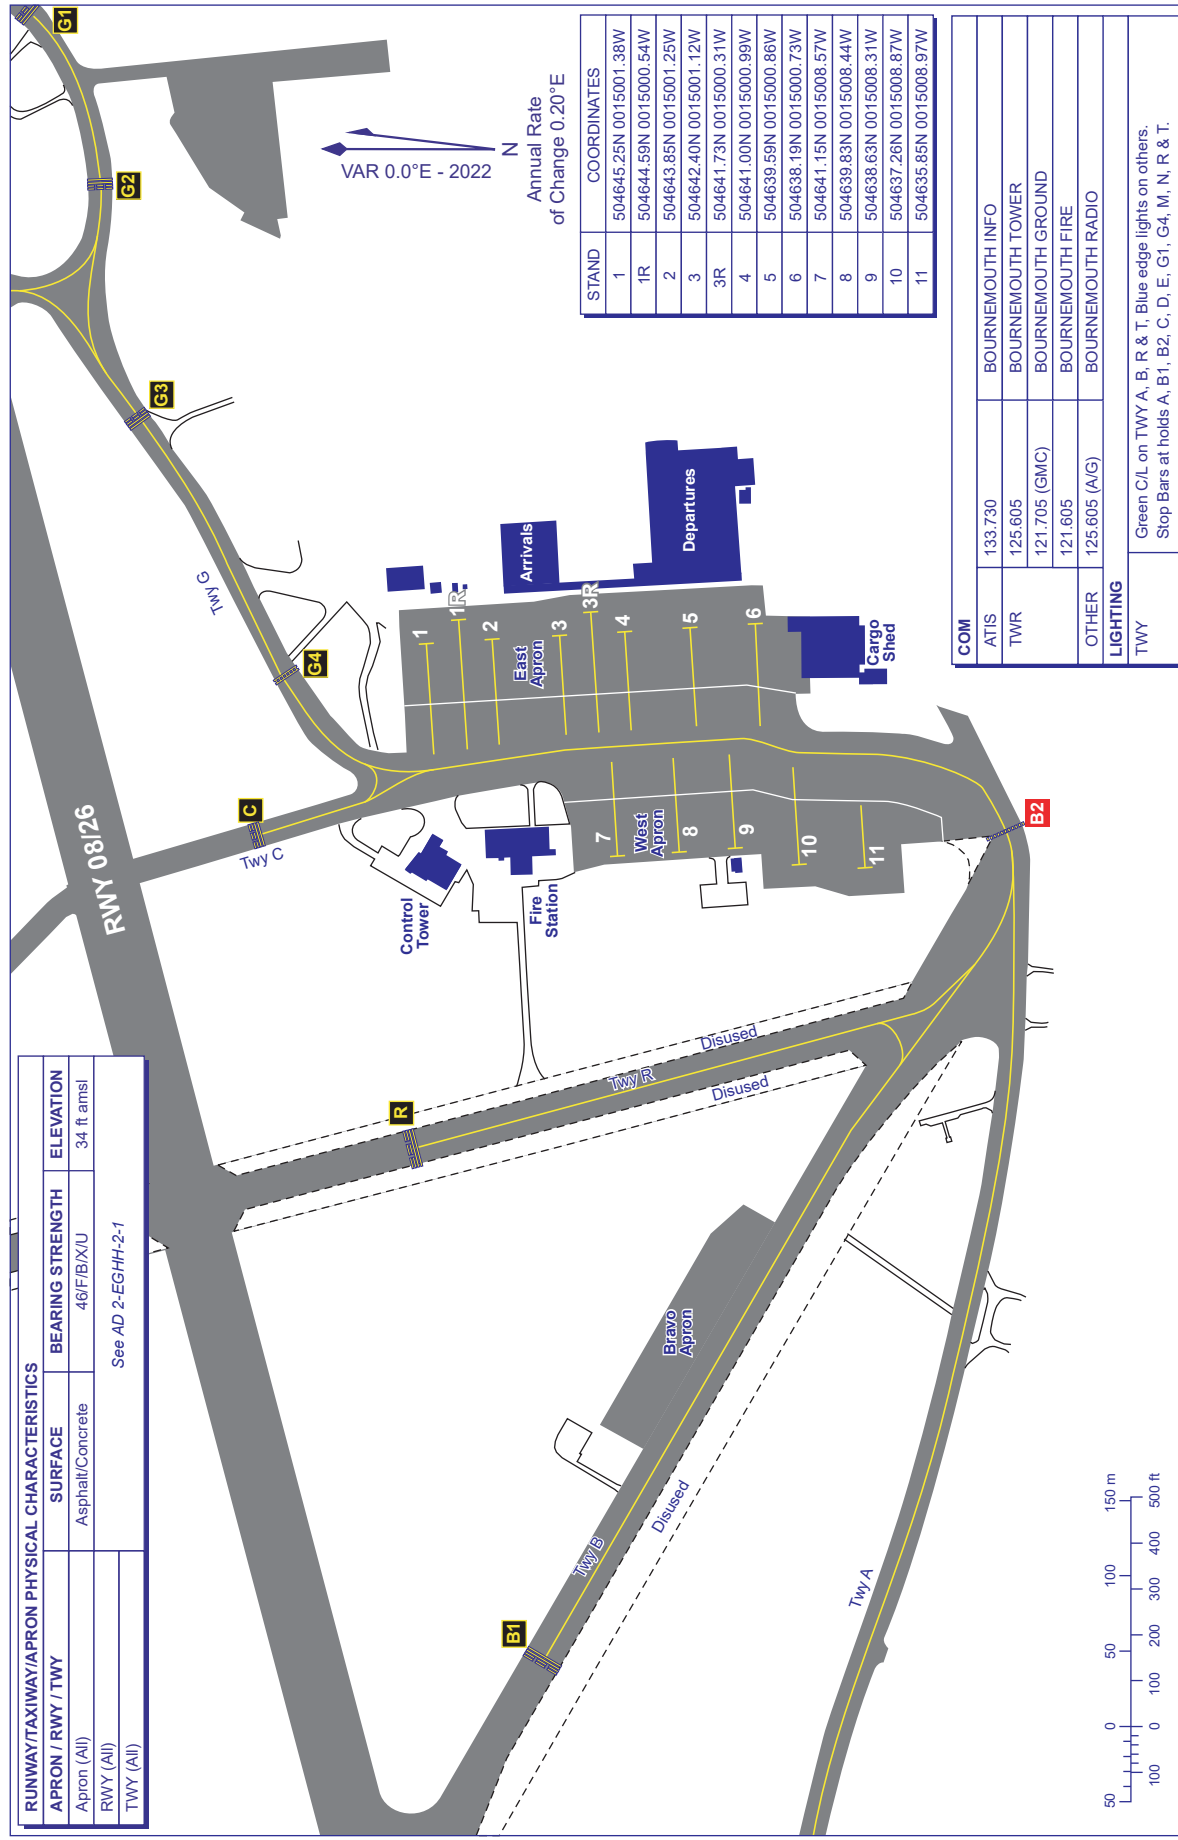 RUNWAY/TAXIWAY/APRON PHYSICAL CHARACTERISTICS
APRON / RWY / TWY SURFACE BEARING STRENGTH ELEVATION
Apron (All) Asphalt/Concrete 46/F/B/X/U 34 ft amsl
RWY (All) See AD 2-EGHH-2-1
TWY (All)
RWY 08/26
C
Twy C
G1
G2
G3
G4
Twy G
VAR 0.0°E - 2022
N
Annual Rate
of Change 0.20°E
STAND COORDINATES
1 504645.25N 0015001.38W
1R 504644.59N 0015000.54W
2 504643.85N 0015001.25W
3 504642.40N 0015001.12W
3R 504641.73N 0015000.31W
4 504641.00N 0015000.99W
5 504639.59N 0015000.86W
6 504638.19N 0015000.73W
7 504641.15N 0015008.57W
8 504639.83N 0015008.44W
9 504638.63N 0015008.31W
10 504637.26N 0015008.87W
11 504635.85N 0015008.97W
R
Twy R
Disused
Disused
Control
Tower
Fire
Station
Arrivals
Departures
Cargo
Shed
East
Apron
1
1R
2
3
3R
4
5
6
West
Apron
7
8
9
10
11
B1
Twy B
Disused
Bravo
Apron
B2
Twy A
COM
ATIS 133.730 BOURNEMOUTH INFO
TWR 125.605 BOURNEMOUTH TOWER
121.705 (GMC) BOURNEMOUTH GROUND
121.605 BOURNEMOUTH FIRE
OTHER 125.605 (A/G) BOURNEMOUTH RADIO
LIGHTING
TWY Green C/L on TWY A, B, R & T, Blue edge lights on others.
Stop Bars at holds A, B1, B2, C, D, E, G1, G4, M, N, R & T.
50 0 50 100 150 m
100 0 100 200 300 400 500 ft